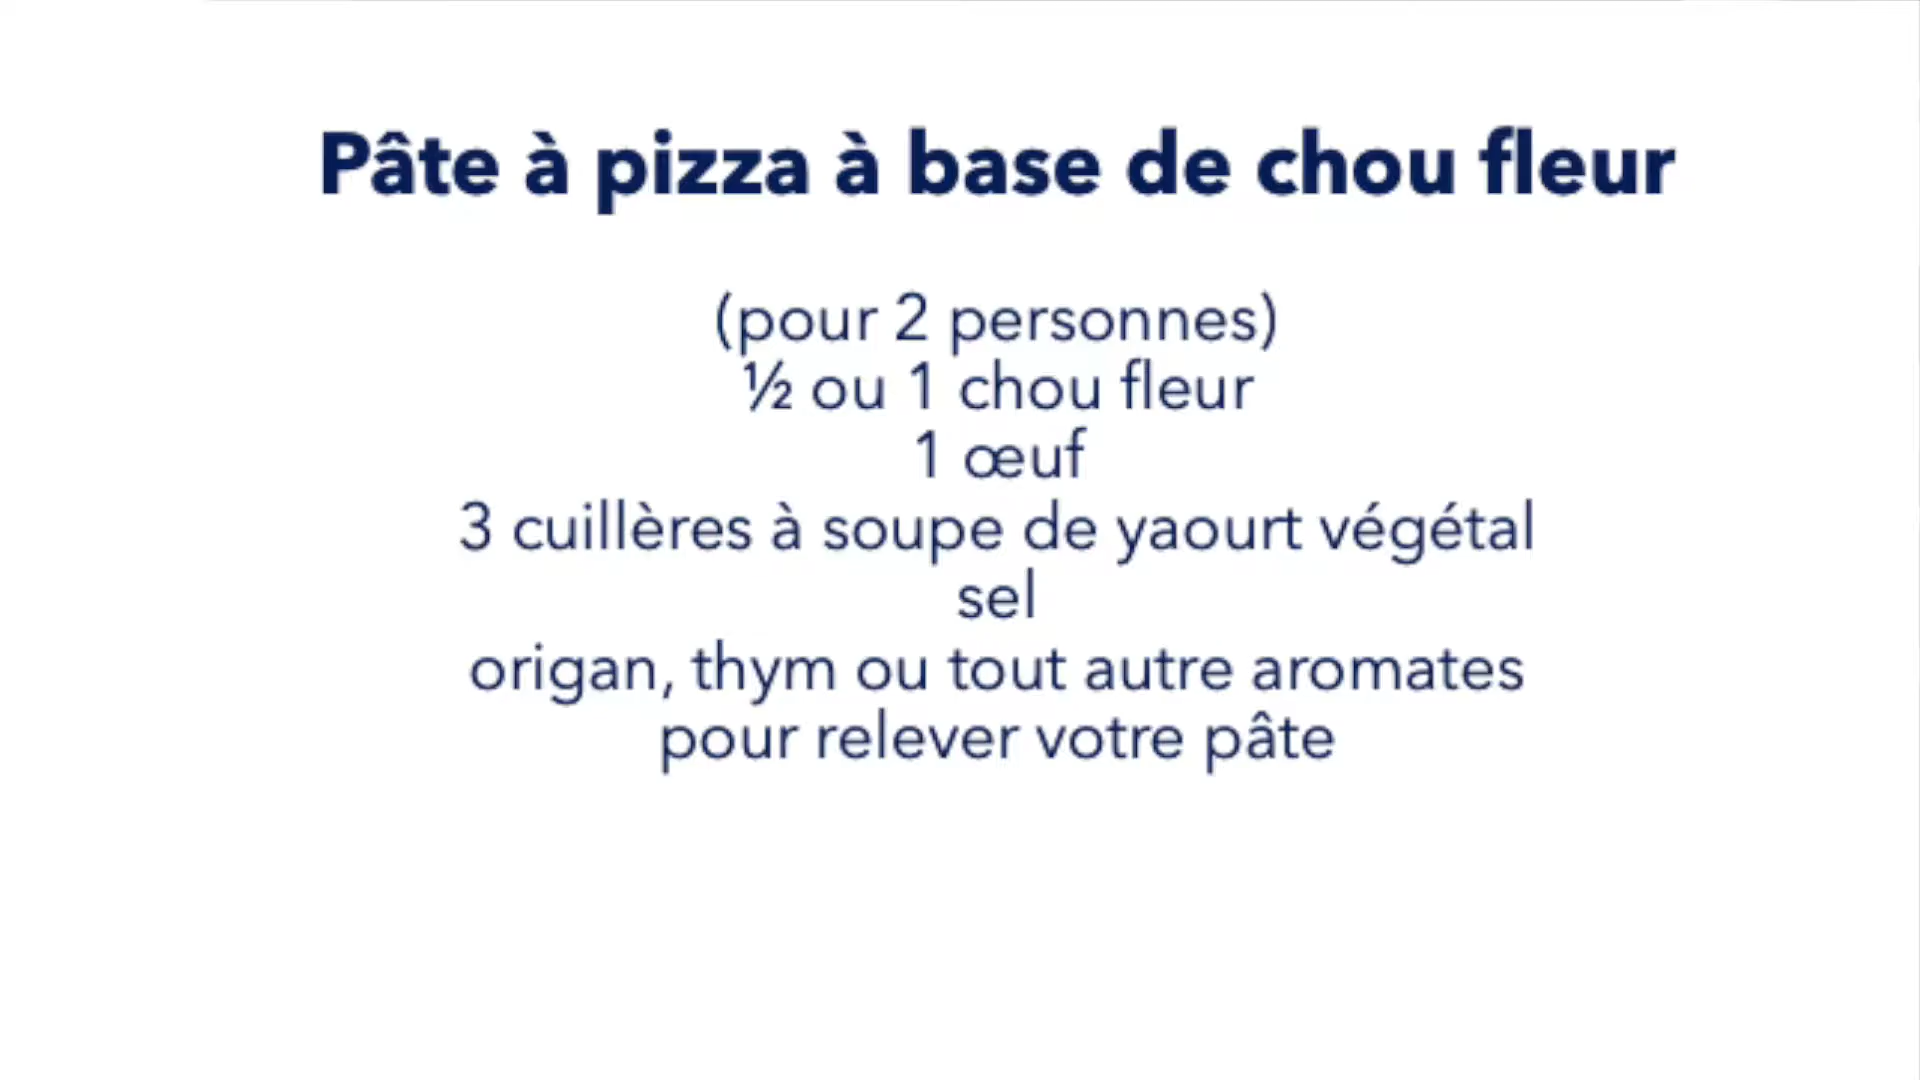 Pâte à pizza à base de chou fleur
(pour 2 personnes)
½ ou 1 chou fleur
1 œuf
3 cuillères à soupe de yaourt végétal
sel
origan, thym ou tout autre aromates
pour relever votre pâte